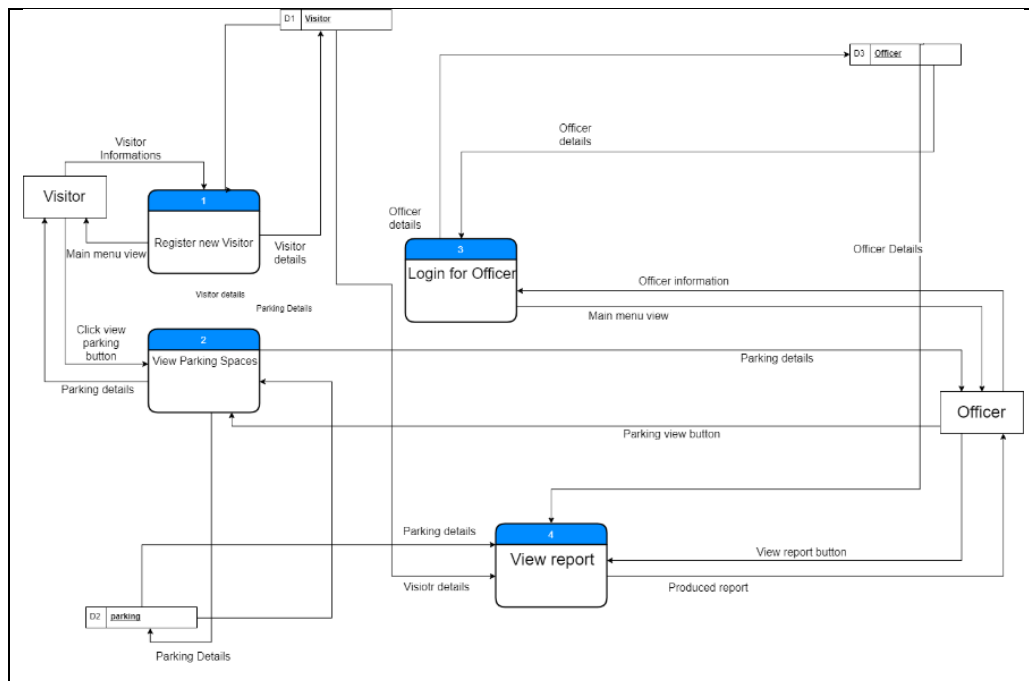 D1 Visitor
D3 Officer
Visitor
Informations
Officer
details
Visitor
1
Register new Visitor
Main menu view
Visitor
details
Officer
details
3
Login for Officer
Officer Details
Officer information
Main menu view
Visitor details
Parking Details
Click view
parking
button
2
View Parking Spaces
Parking details
Parking details
Officer
Parking view button
Parking details
4
View report
View report button
Visiotr details
Produced report
D2 parking
Parking Details